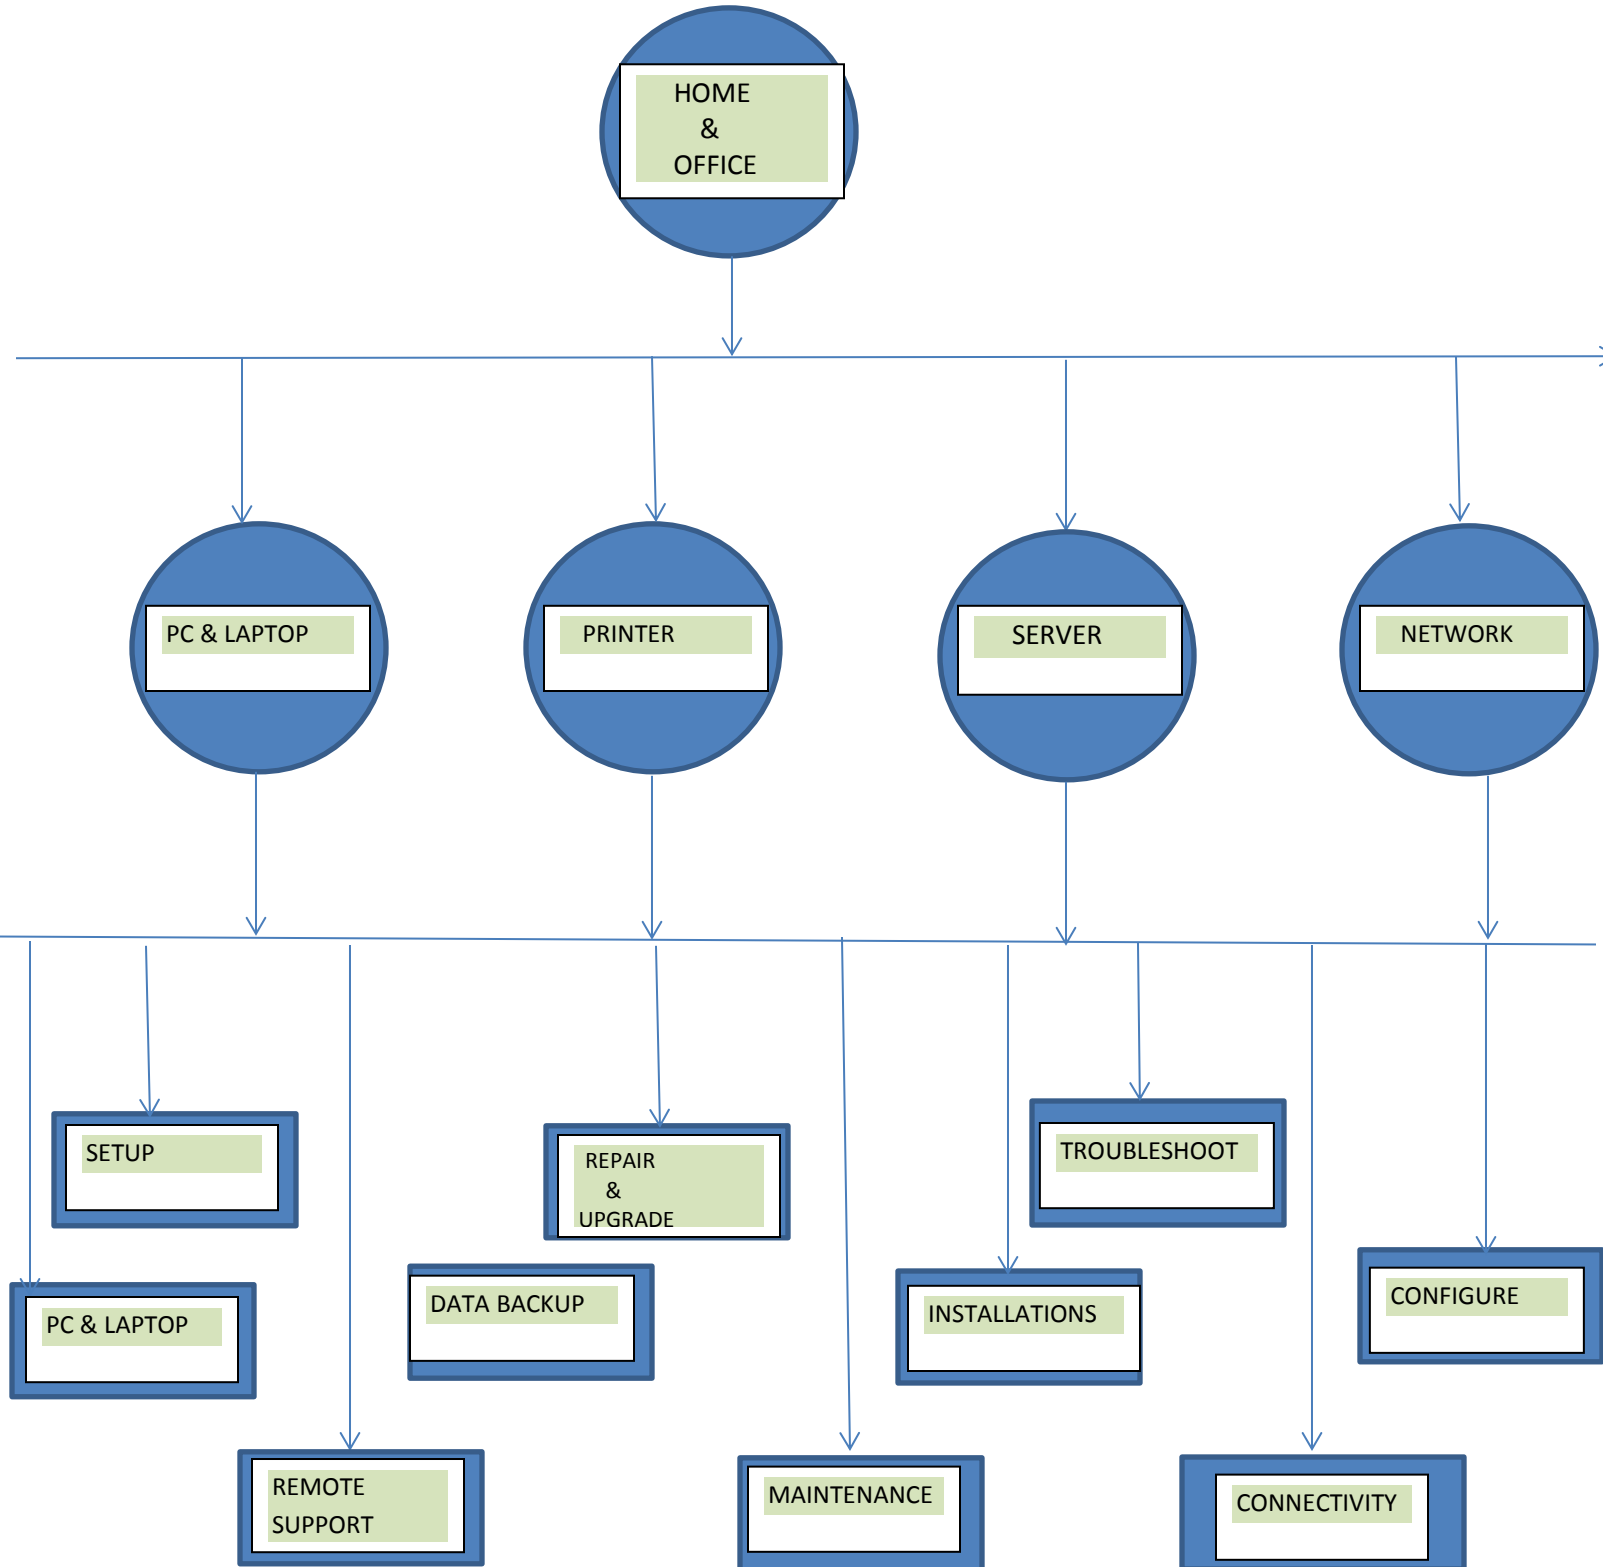 HOME
&
OFFICE
PC & LAPTOP
PRINTER
SERVER
NETWORK
SETUP
REPAIR
&
UPGRADE
TROUBLESHOOT
PC & LAPTOP
DATA BACKUP
INSTALLATIONS
CONFIGURE
REMOTE
SUPPORT
MAINTENANCE
CONNECTIVITY